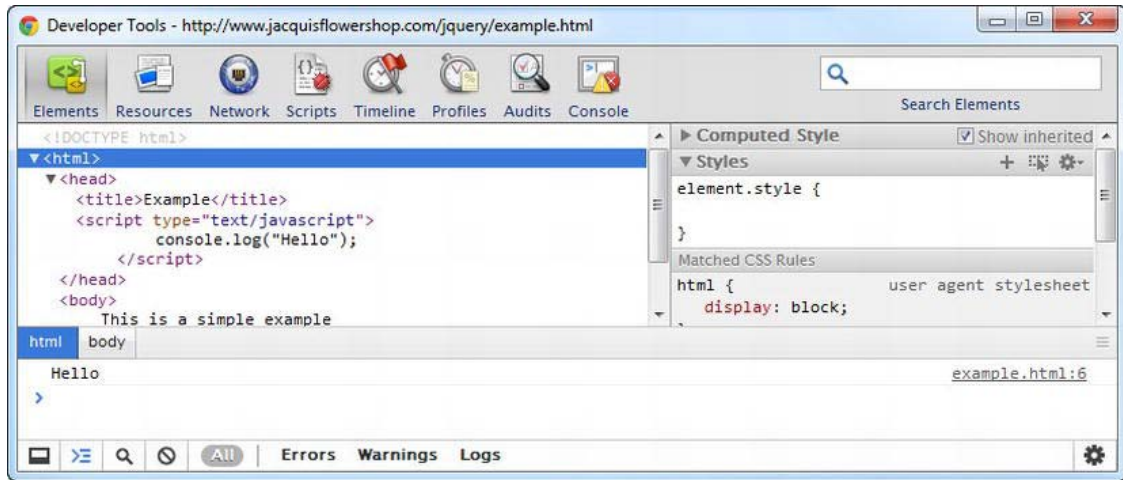 Developer Tools - http://www.jacquisflowershop.com/jquery/example.html
Elements Resources Network Scripts Timeline Profiles Audits Console
Search Elements
<!DOCTYPE html>
▼<html>
▼<head>
<title>Example</title>
<script type="text/javascript">
console.log("Hello");
</script>
</head>
<body>
This is a simple example
▶ Computed Style Show inherited
▼ Styles
element.style {
}
Matched CSS Rules
html { user agent stylesheet
display: block;
html body
Hello example.html:6
>
All Errors Warnings Logs